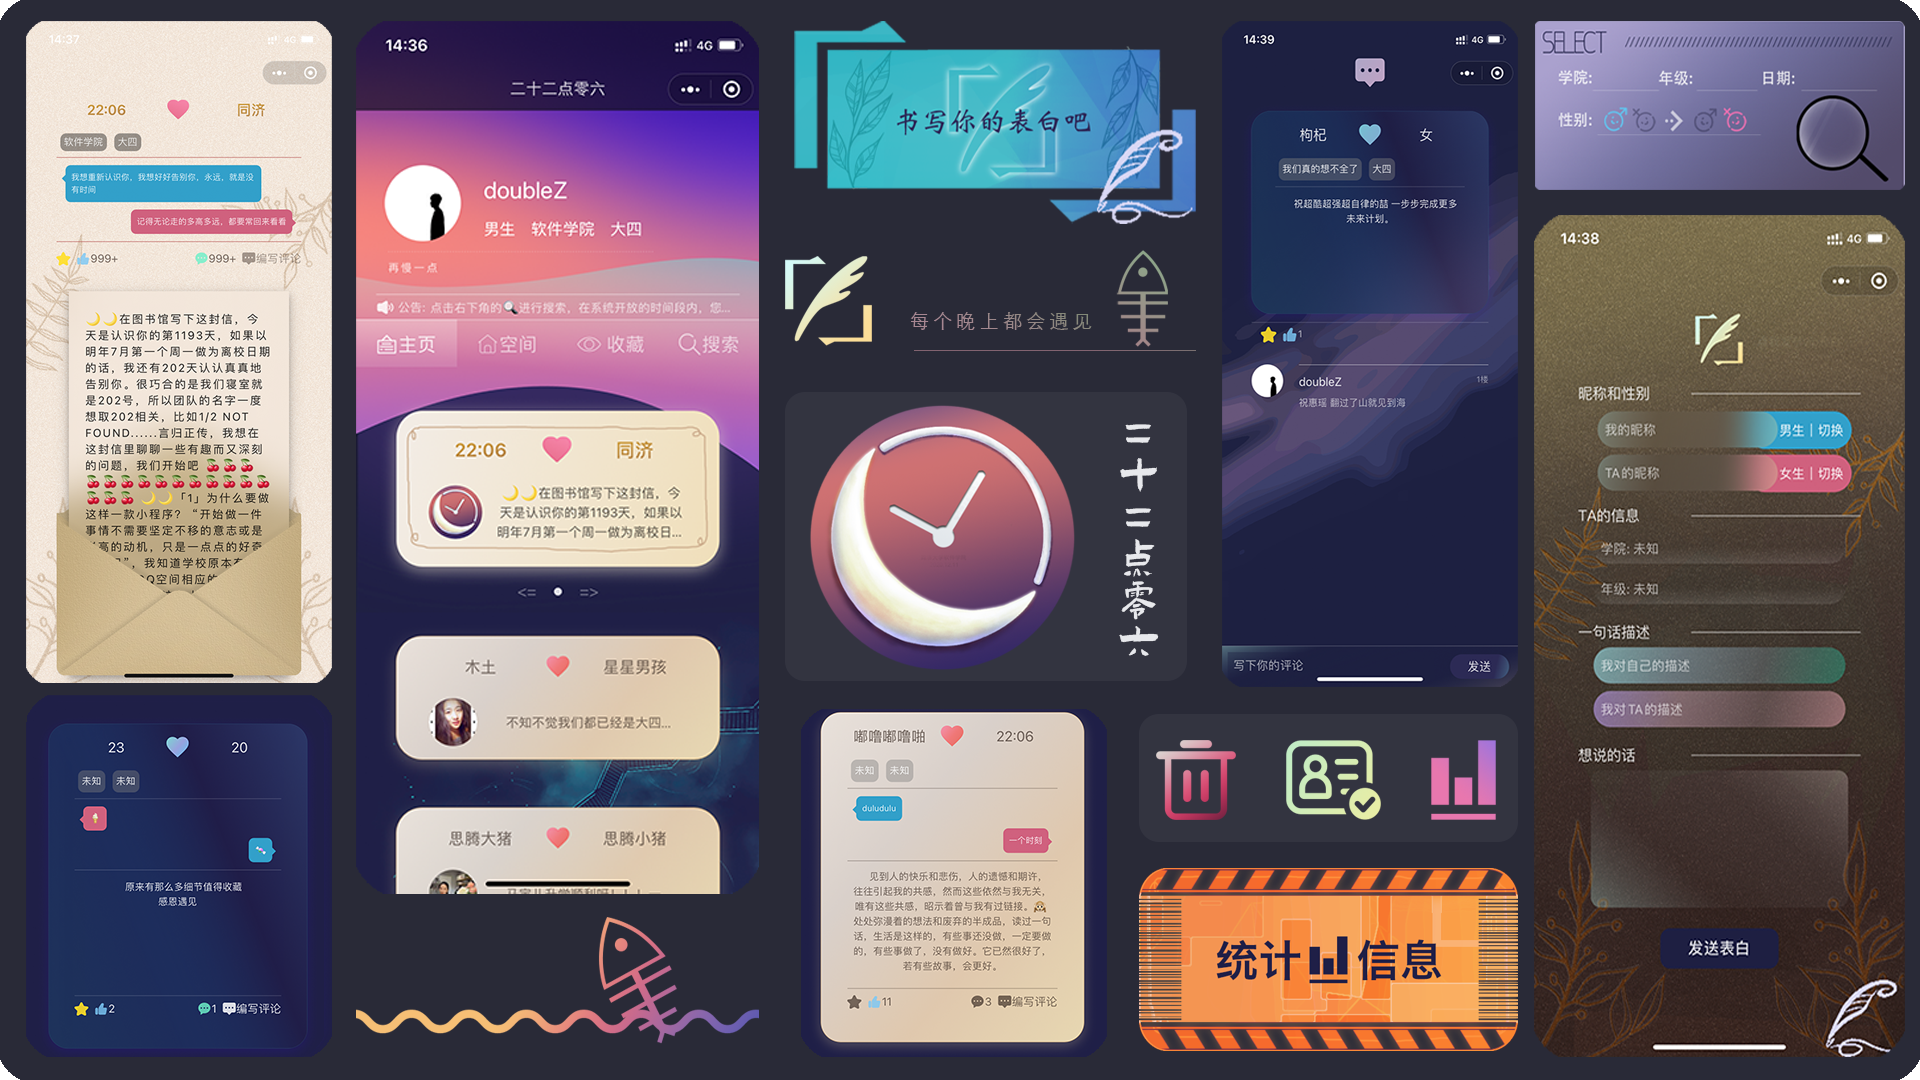 14:37
4G
22:06
同济
软件学院
大四
我想重新认识你，我想好好告别你，永远，就是没
有时间
记得无论走的多高多远，都要常回来看看
999+
999+
编写评论
🌙🌙在图书馆写下这封信，今
天是认识你的第1193天，如果以
明年7月第一个周一做为离校日期
的话，我还有202天认认真真地
告别你。很巧合的是我们寝室就
是202号，所以团队的名字一度
想取202相关，比如1/2 NOT
FOUND......言归正传，我想在
这封信里聊聊一些有趣而又深刻
的问题，我们开始吧 🍒🍒🍒
🍒🍒🍒🍒🍒🍒🍒🍒🍒🍒🍒
🍒🍒🍒 🌙🌙「1」为什么要做
这样一款小程序？“开始做一件
事情不需要坚定不移的意志或是
高的动机，只是一点点的好奇
”，我知道学校原本有
QQ空间相应的
23
20
未知
未知
原来有那么多细节值得收藏
感恩遇见
2
1
编写评论
14:36
4G
二十二点零六
doubleZ
男生 软件学院 大四
再慢一点
公告: 点击右下角的🔍进行搜索，在系统开放的时间段内，您...
主页
空间
收藏
搜索
22:06
同济
🌙🌙在图书馆写下这封信，今
天是认识你的第1193天，如果以
明年7月第一个周一做为离校日...
<=
=>
木土
星星男孩
不知不觉我们都已经是大四...
思腾大猪
思腾小猪
书写你的表白吧
每个晚上都会遇见
二十二点零六
嘟噜嘟噜啪
22:06
未知
未知
duludulu
一个时刻
见到人的快乐和悲伤，人的遗憾和期许，
往往引起我的共感，然而这些依然与我无关，
唯有这些共感，昭示着曾与我有过链接。
处处弥漫着的想法和废弃的半成品，读过一句
话，生活是这样的，有些事还没做，一定要做
的，有些事做了，没有做好。它已然很好了，
若有些故事，会更好。
11
3
编写评论
14:39
4G
枸杞
女
我们真的想不全了
大四
祝超酷超强超自律的喆 一步步完成更多
未来计划。
1
doubleZ
1楼
祝惠瑶 翻过了山就见到海
写下你的评论
发送
统计信息
SELECT
学院:
年级:
日期:
性别:
14:38
4G
昵称和性别
我的昵称
男生 | 切换
TA的昵称
女生 | 切换
TA的信息
学院: 未知
年级: 未知
一句话描述
我对自己的描述
我对TA的描述
想说的话
发送表白